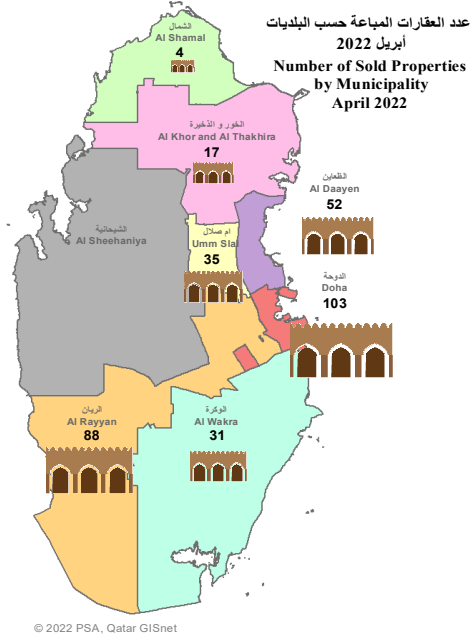 عدد العقارات المباعة حسب البلديات
أبريل 2022
Number of Sold Properties
by Municipality
April 2022
الشمال
Al Shamal
4
الخور و الذخيرة
Al Khor and Al Thakhira
17
الظعاين
Al Daayen
52
الشيحانية
Al Sheehaniya
ام صلال
Umm Slal
35
الدوحة
Doha
103
الريان
Al Rayyan
88
الوكرة
Al Wakra
31
© 2022 PSA, Qatar GISnet